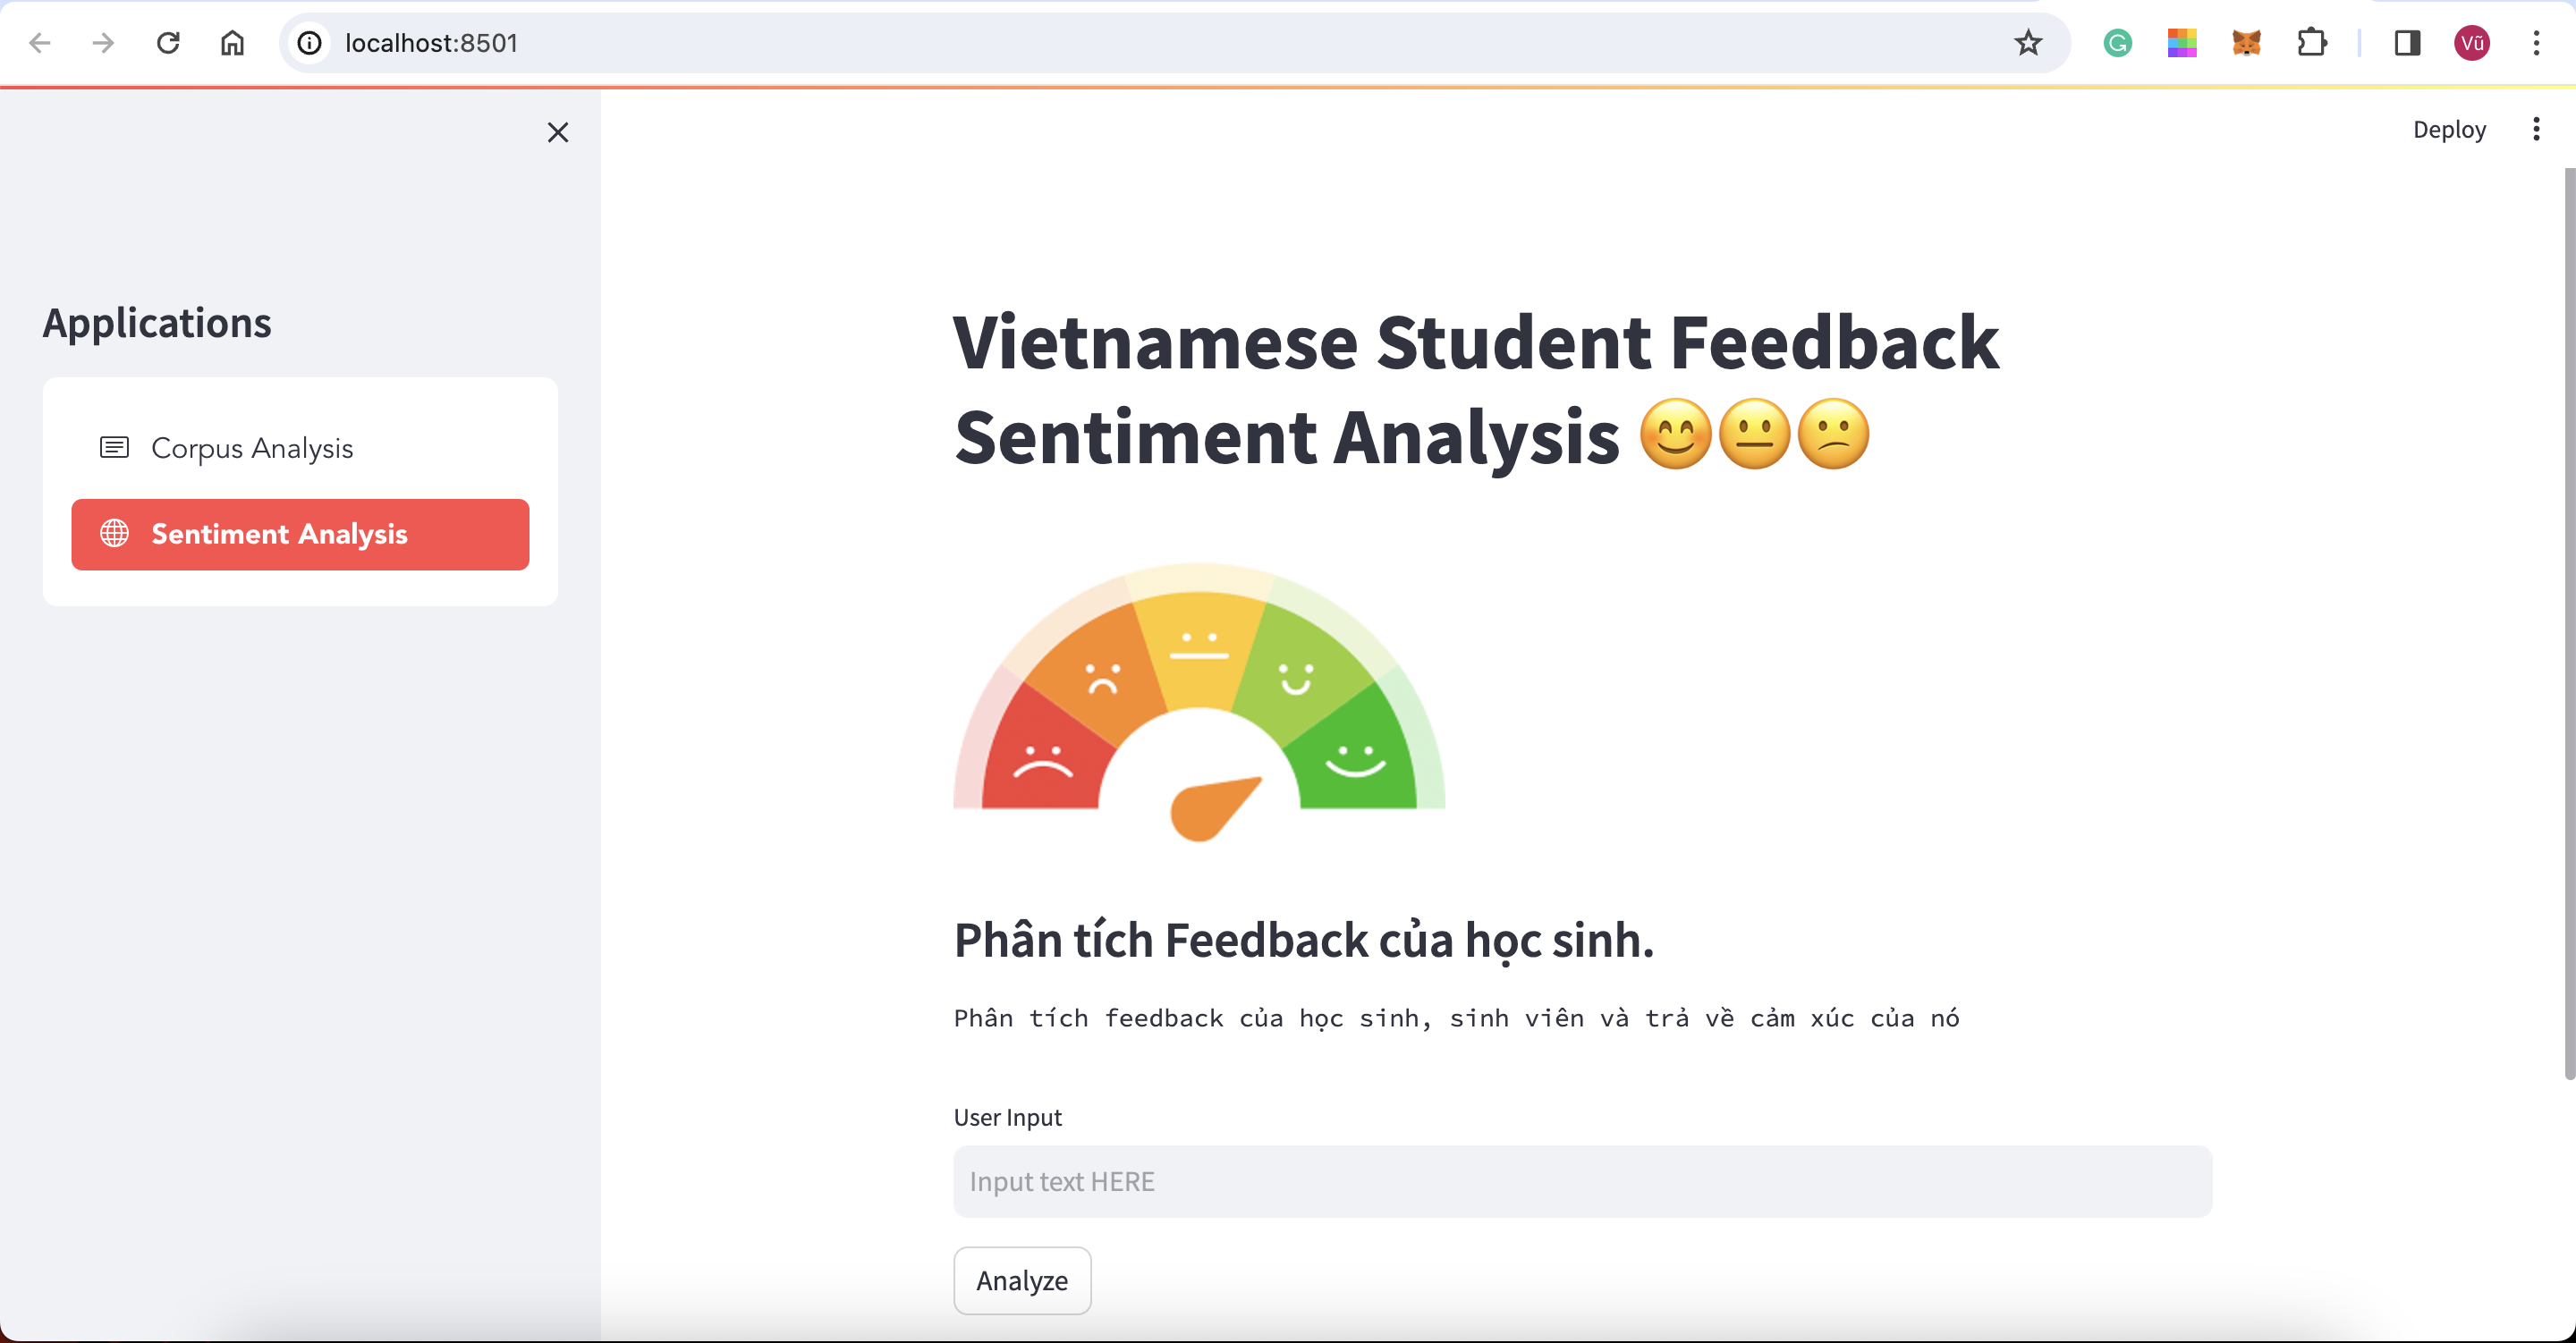 localhost:8501
Vũ
Deploy
Applications
Corpus Analysis
Sentiment Analysis
Vietnamese Student Feedback
Sentiment Analysis 😊😐😕
Phân tích Feedback của học sinh.
Phân tích feedback của học sinh, sinh viên và trả về cảm xúc của nó
User Input
Input text HERE
Analyze